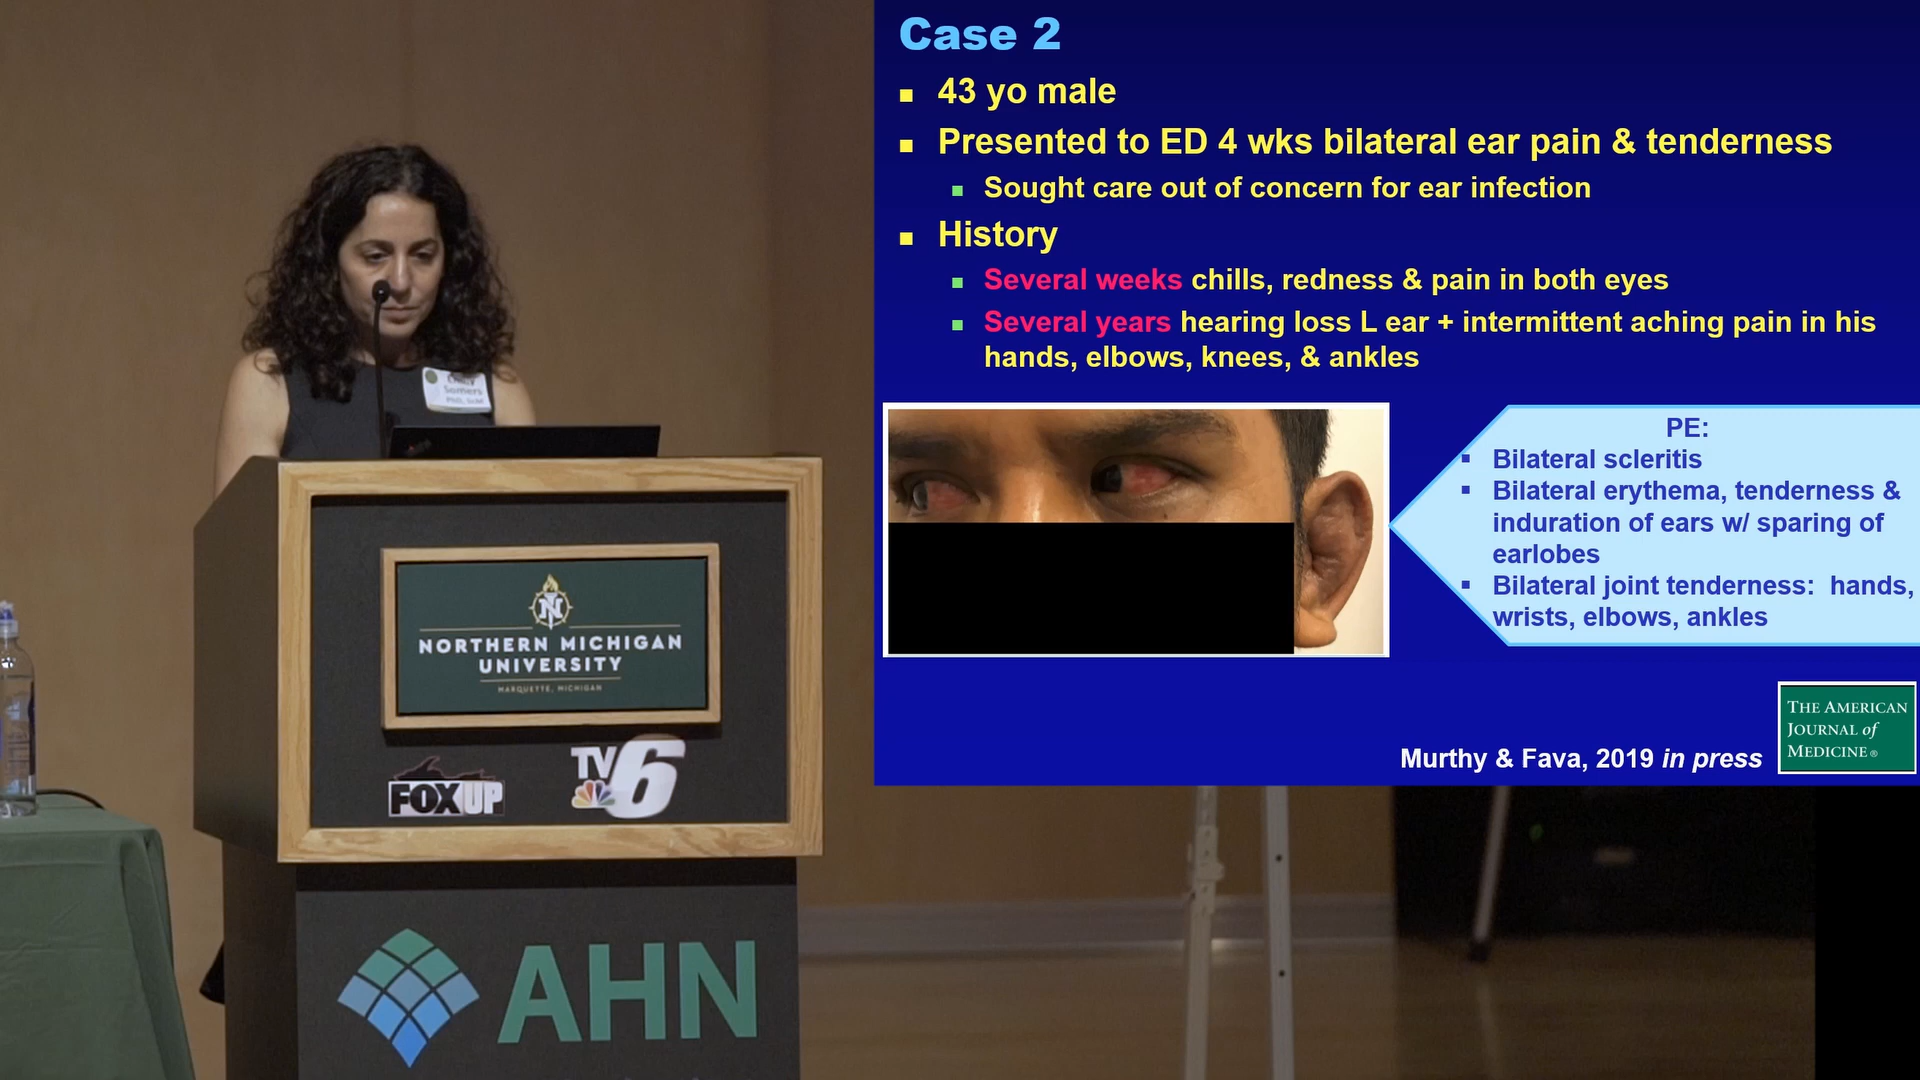 Case 2
43 yo male
Presented to ED 4 wks bilateral ear pain & tenderness
Sought care out of concern for ear infection
History
Several weeks chills, redness & pain in both eyes
Several years hearing loss L ear + intermittent aching pain in his
hands, elbows, knees, & ankles
PE:
Bilateral scleritis
Bilateral erythema, tenderness &
induration of ears w/ sparing of
earlobes
Bilateral joint tenderness: hands,
wrists, elbows, ankles
Murthy & Fava, 2019 in press
THE AMERICAN
JOURNAL of
MEDICINE®
Somers
N
NORTHERN MICHIGAN
UNIVERSITY
MARQUETTE, MICHIGAN
FOX UP
TV6
AHN